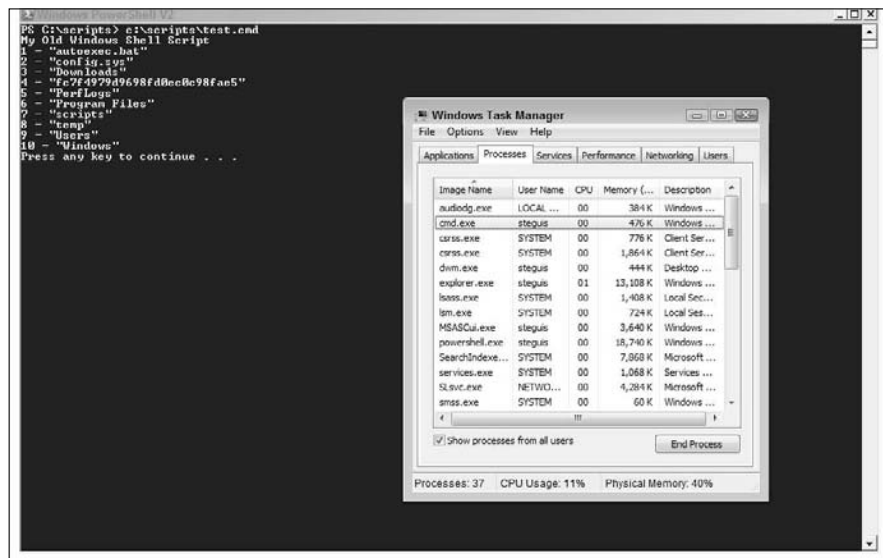 Windows PowerShell V2
PS C:\scripts> c:\scripts\test.cmd
My Old Windows Shell Script
1 - "autoexec.bat"
2 - "config.sys"
3 - "Downloads"
4 - "fc7f4979d9698fd0ec0c98fae5"
5 - "PerfLogs"
6 - "Program Files"
7 - "scripts"
8 - "temp"
9 - "Users"
10 - "Windows"
Press any key to continue . . .
Windows Task Manager
File Options View Help
Applications Processes Services Performance Networking Users
Image Name User Name CPU Memory (... Description
audiodg.exe LOCAL ... 00 384 K Windows ...
cmd.exe steguis 00 476 K Windows ...
csrss.exe SYSTEM 00 776 K Client Ser...
csrss.exe SYSTEM 00 1,864 K Client Ser...
dwm.exe steguis 00 444 K Desktop ...
explorer.exe steguis 01 13,108 K Windows ...
lsass.exe SYSTEM 00 1,408 K Local Sec...
lsm.exe SYSTEM 00 724 K Local Ses...
MSASCui.exe steguis 00 3,640 K Windows ...
powershell.exe steguis 00 18,740 K Windows ...
SearchIndexe... SYSTEM 00 7,868 K Microsoft ...
services.exe SYSTEM 00 1,068 K Services ...
SLsvc.exe NETWO... 00 4,284 K Microsoft ...
smss.exe SYSTEM 00 60 K Windows ...
Show processes from all users
End Process
Processes: 37 CPU Usage: 11% Physical Memory: 40%